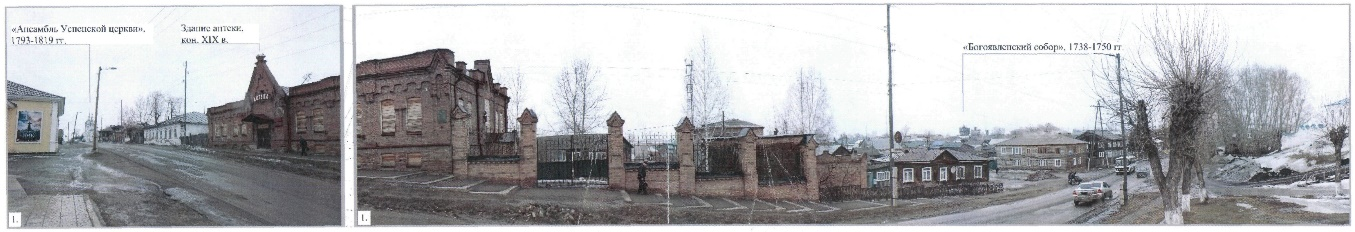 «Ансамбль Успенской церкви».
1793-1819 гг.
Здание аптеки.
кон. XIX в.
АПТЕКА
1.
«Богоявленский собор», 1738-1750 гг
1.